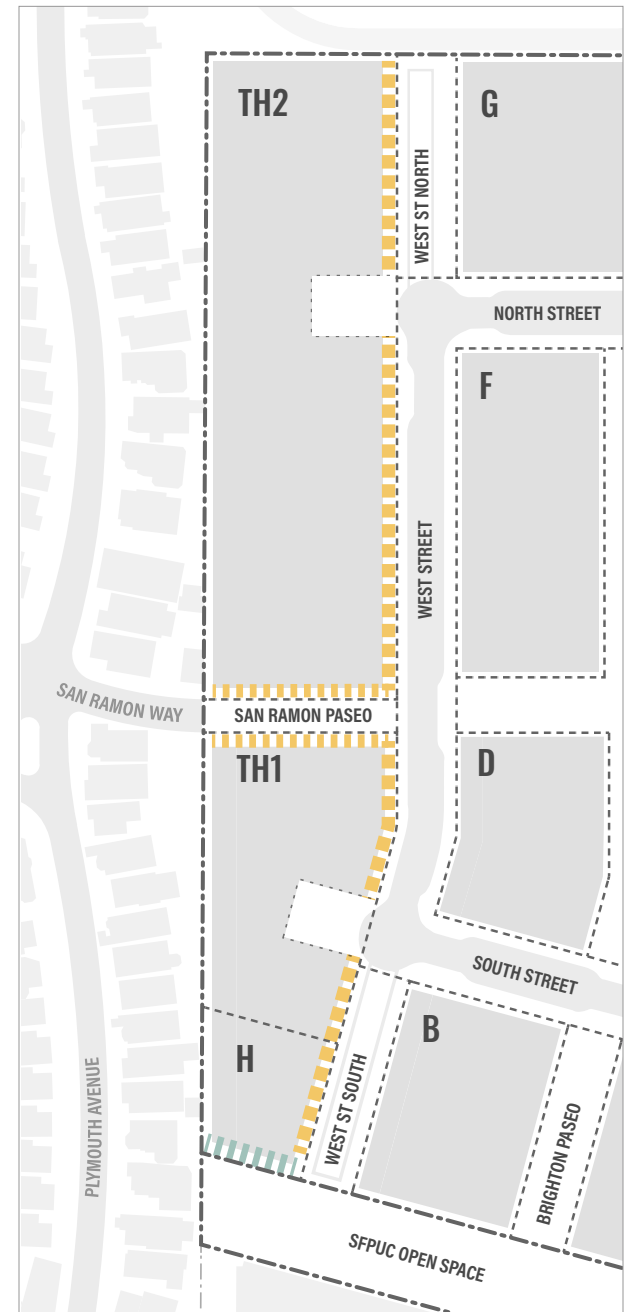 TH2
G
WEST ST NORTH
NORTH STREET
F
WEST STREET
SAN RAMON WAY
SAN RAMON PASEO
TH1
D
SOUTH STREET
B
H
WEST ST SOUTH
PLYMOUTH AVENUE
BRIGHTON PASEO
SFPUC OPEN SPACE